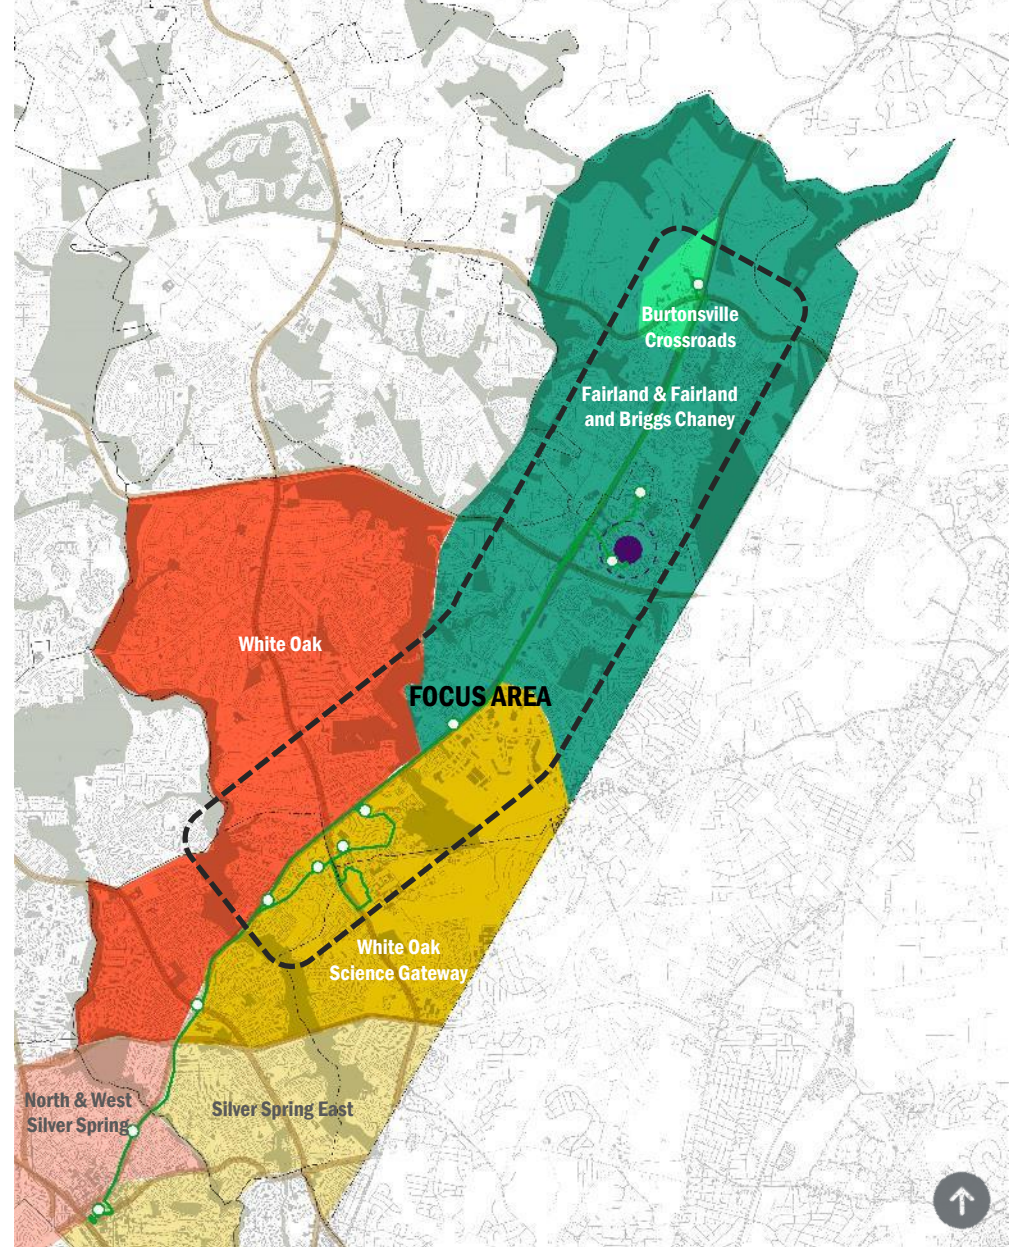 Burtonsville
Crossroads
Fairland & Fairland
and Briggs Chaney
White Oak
FOCUS AREA
White Oak
Science Gateway
North & West
Silver Spring
Silver Spring East